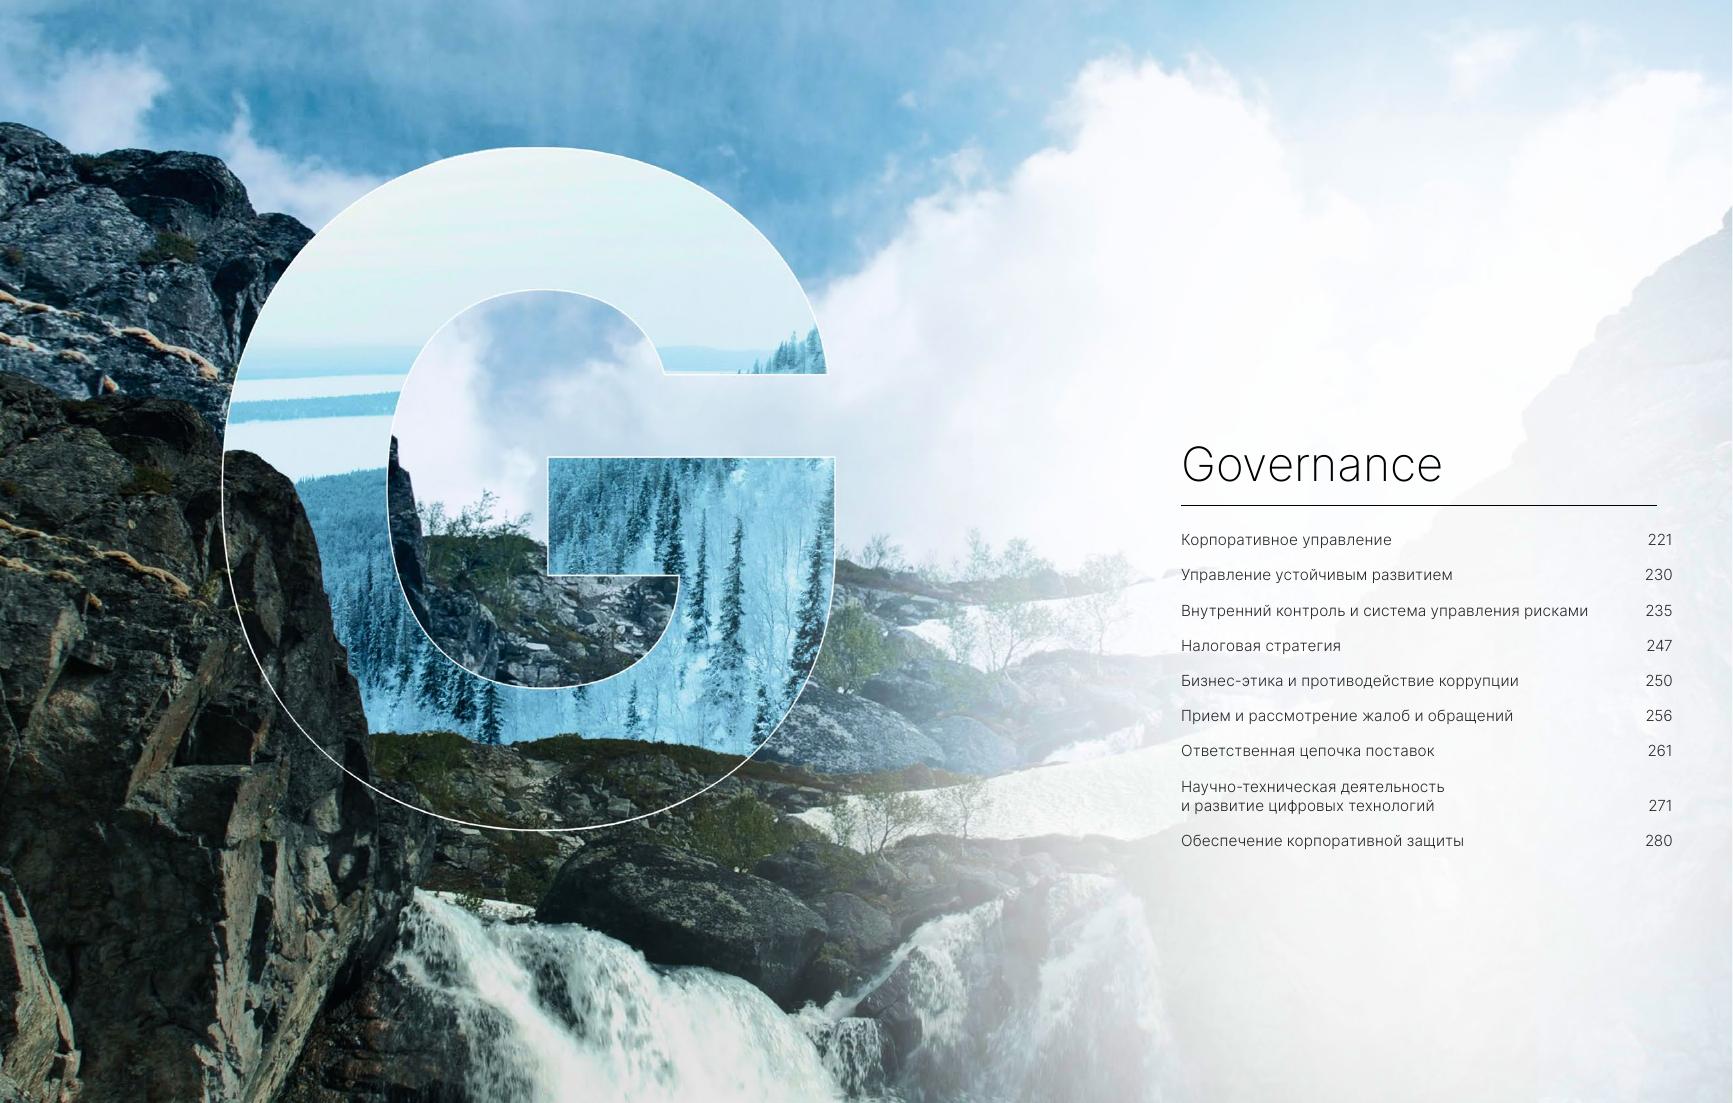 G
Governance
Корпоративное управление 221
Управление устойчивым развитием 230
Внутренний контроль и система управления рисками 235
Налоговая стратегия 247
Бизнес-этика и противодействие коррупции 250
Прием и рассмотрение жалоб и обращений 256
Ответственная цепочка поставок 261
Научно-техническая деятельность
и развитие цифровых технологий 271
Обеспечение корпоративной защиты 280